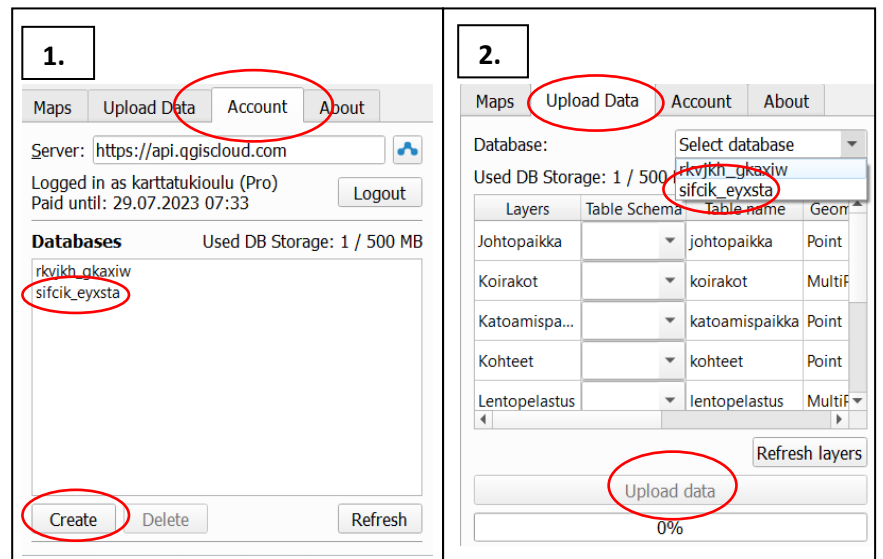 1.
Maps Upload Data Account About
Server: https://api.qgiscloud.com
Logged in as karttatukioulu (Pro)
Paid until: 29.07.2023 07:33
Logout
Databases Used DB Storage: 1 / 500 MB
rkvjkh_gkaxiw
sifcik_eyxsta
Create Delete Refresh
2.
Maps Upload Data Account About
Database: Select database
rkvjkh_gkaxiw
sifcik_eyxsta
Used DB Storage: 1 / 500
Layers Table Schema Table name Geom
Johtopaikka johtopaikka Point
Koirakot koirakot Multi
Katoamispa... katoamispaikka Point
Kohteet kohteet Point
Lentopelastus lentopelastus Multi
Refresh layers
Upload data
0%